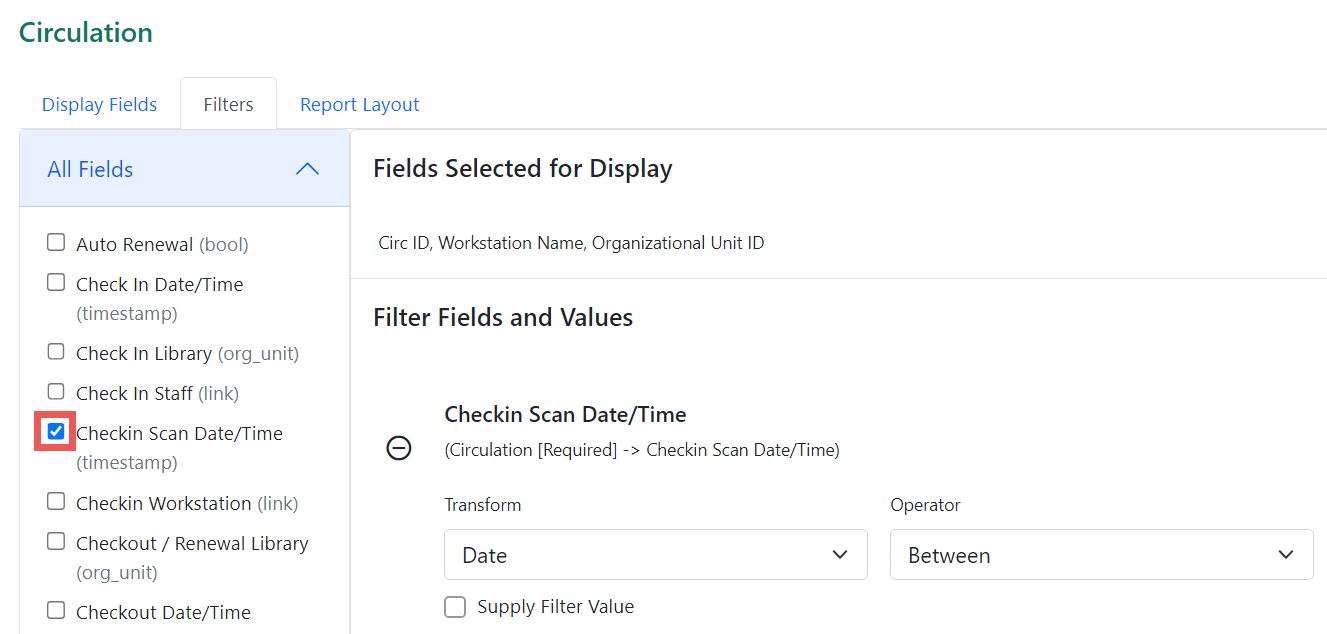 Circulation
Display Fields
Filters
Report Layout
All Fields
Auto Renewal (bool)
Check In Date/Time
(timestamp)
Check In Library (org_unit)
Check In Staff (link)
Checkin Scan Date/Time
(timestamp)
Checkin Workstation (link)
Checkout / Renewal Library
(org_unit)
Checkout Date/Time
Fields Selected for Display
Circ ID, Workstation Name, Organizational Unit ID
Filter Fields and Values
Checkin Scan Date/Time
(Circulation [Required] -> Checkin Scan Date/Time)
Transform
Operator
Date
Between
Supply Filter Value